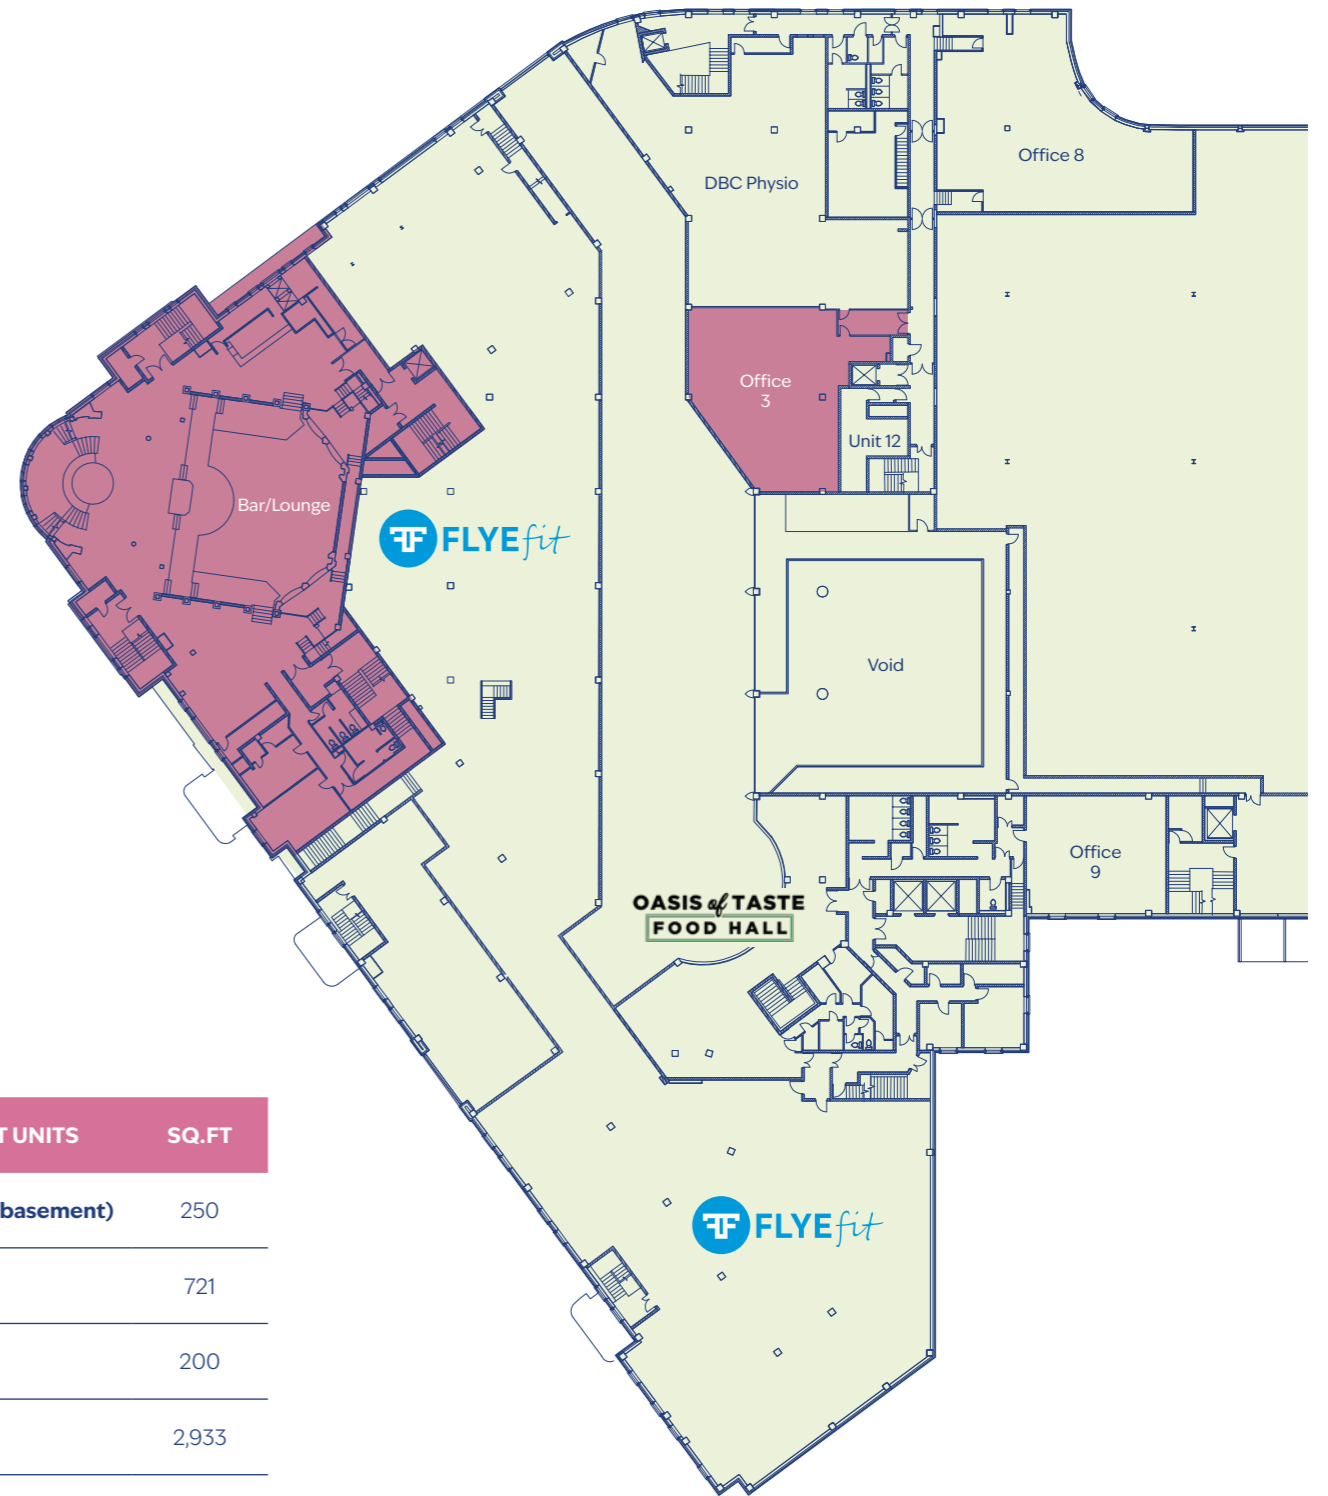 Office 8
DBC Physio
Office
3
Unit 12
Bar/Lounge
FLYEfit
Void
Office
9
OASIS of TASTE
FOOD HALL
FLYEfit
T UNITS SQ.FT
basement) 250
721
200
2,933